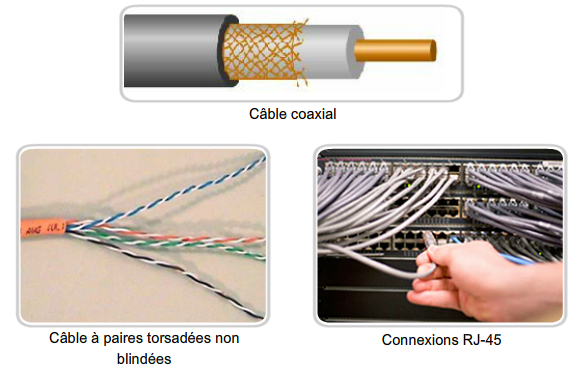 Câble coaxial
Câble à paires torsadées non
blindées
Connexions RJ-45